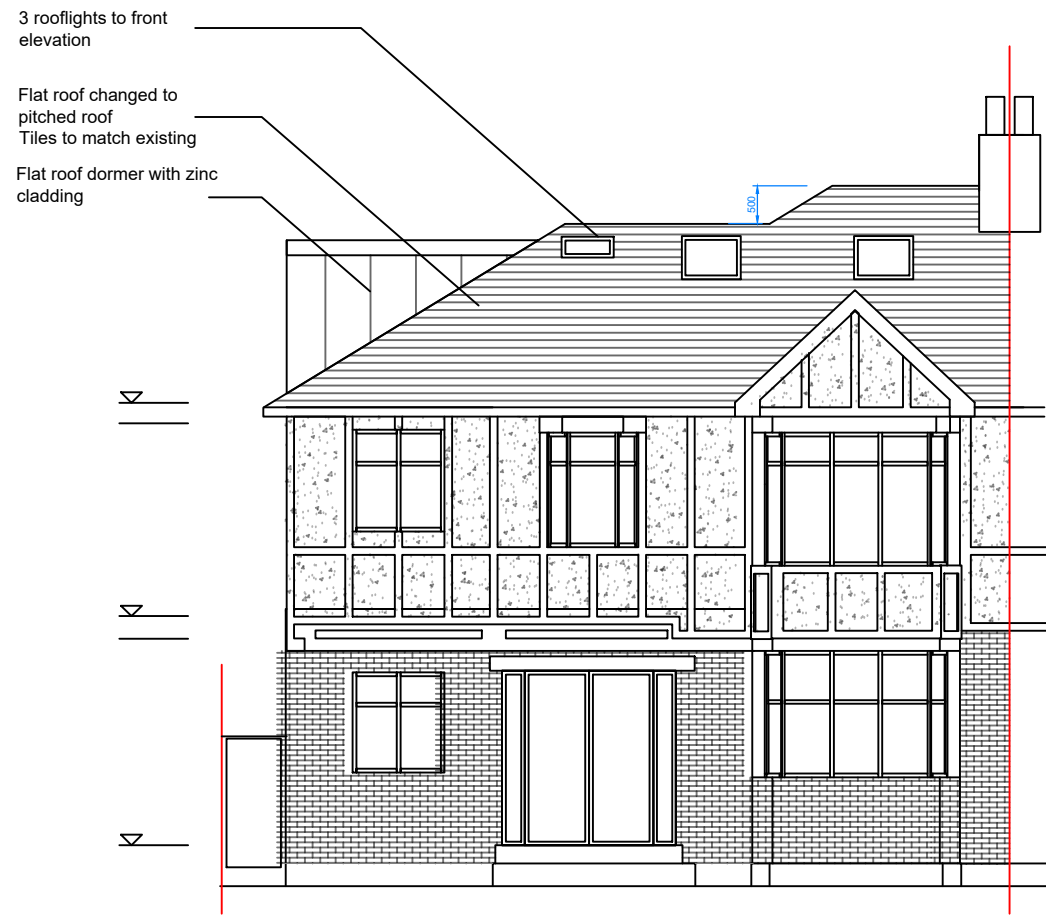 3 rooflights to front
elevation
Flat roof changed to
pitched roof
Tiles to match existing
Flat roof dormer with zinc
cladding
500